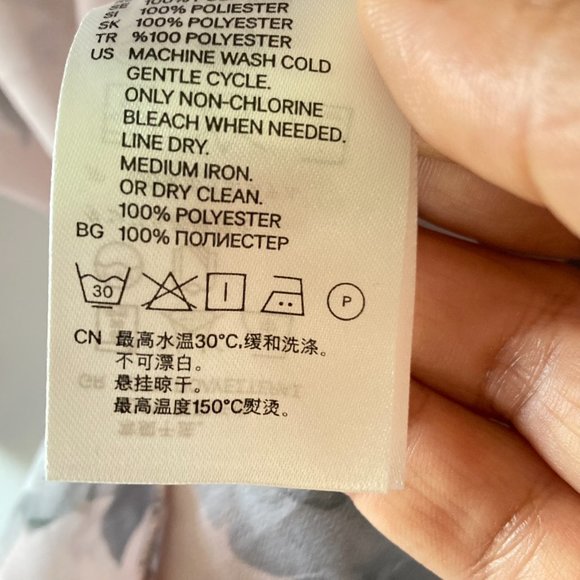 SI 100% POLIESTER
SK 100% POLYESTER
TR %100 POLYESTER
US MACHINE WASH COLD
GENTLE CYCLE.
ONLY NON-CHLORINE
BLEACH WHEN NEEDED.
LINE DRY.
MEDIUM IRON.
OR DRY CLEAN.
100% POLYESTER
BG 100% ПОЛИЕСТЕР
30 P
CN 最高水温30°C,缓和洗涤。
不可漂白。
悬挂晾干。
最高温度150°C熨烫。